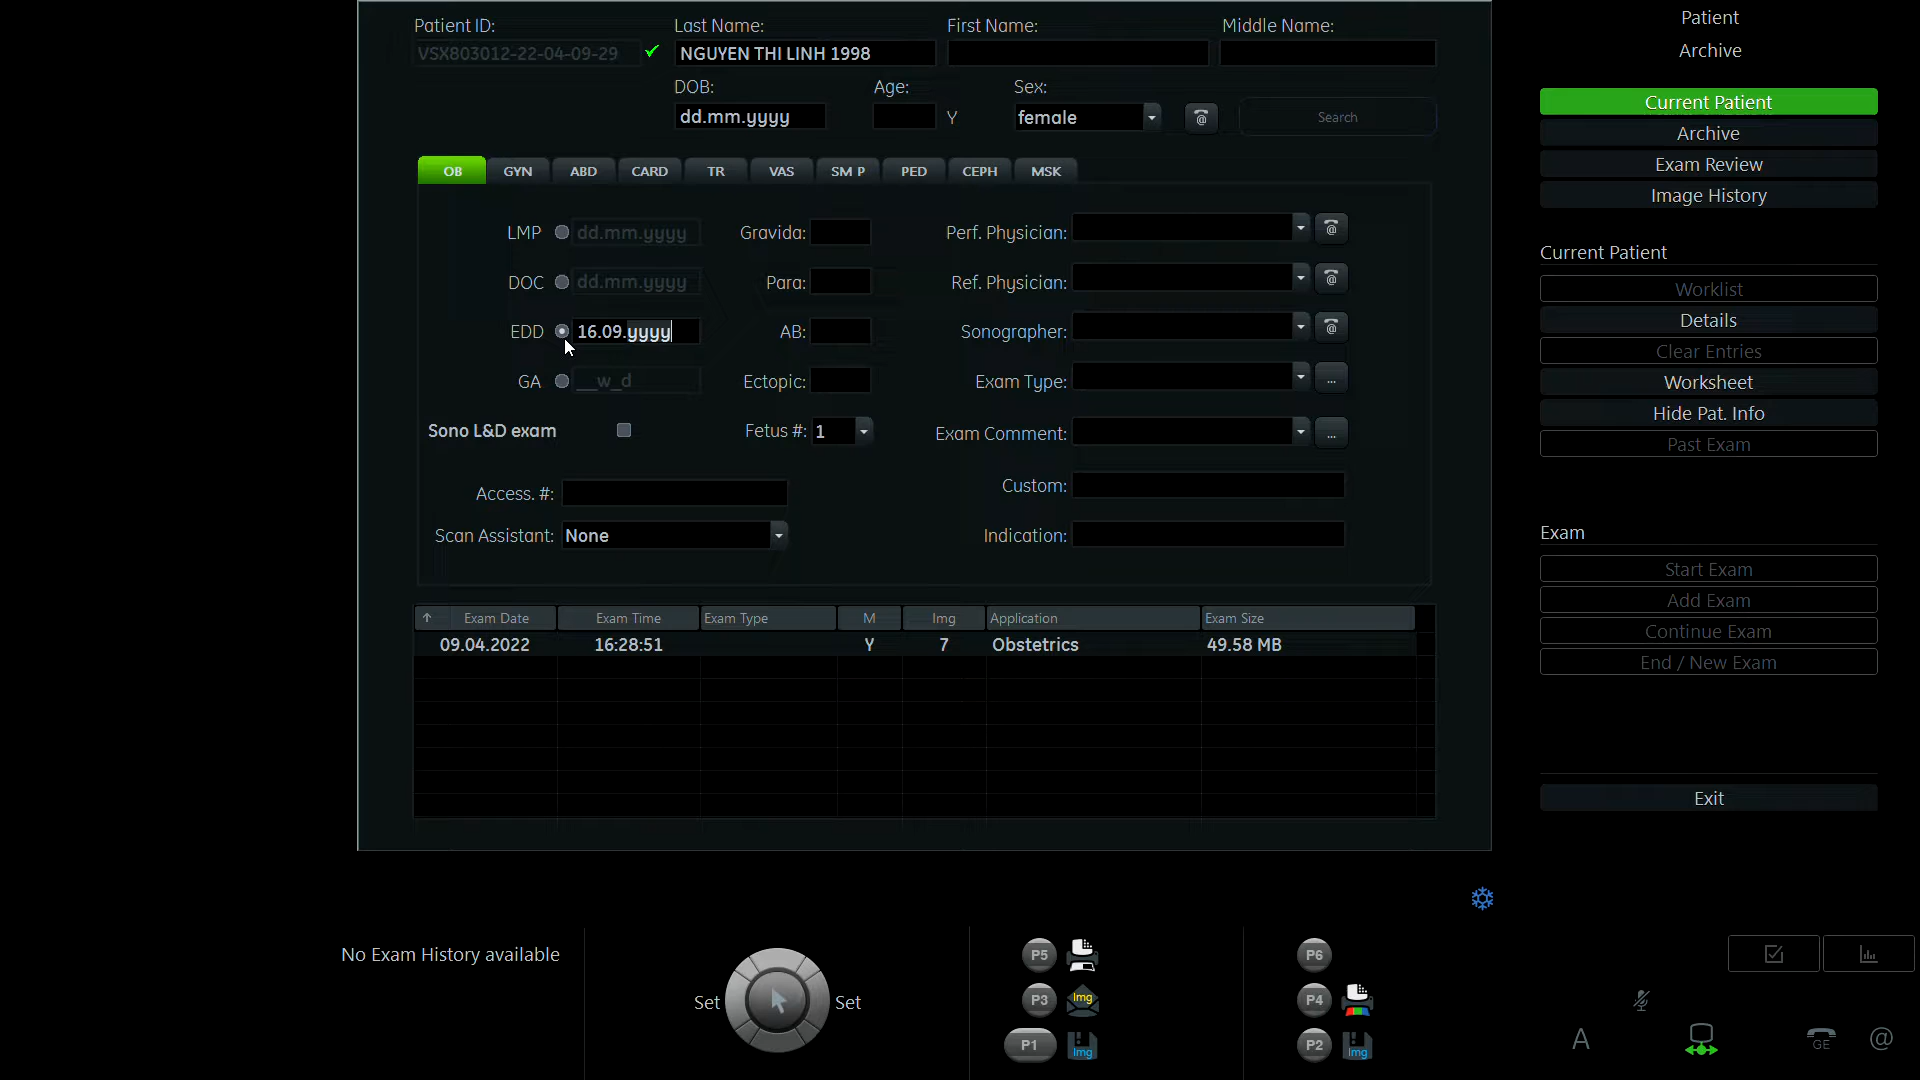 Patient ID: Last Name: First Name: Middle Name:
VSX803012-22-04-09-29 NGUYEN THI LINH 1998
DOB: Age: Sex:
dd.mm.yyyy Y female Search
OB GYN ABD CARD TR VAS SM P PED CEPH MSK
LMP dd.mm.yyyy Gravida: Perf. Physician:
DOC dd.mm.yyyy Para: Ref. Physician:
EDD 16.09.yyyy AB: Sonographer:
GA __w_d Ectopic: Exam Type: ...
Sono L&D exam Fetus #: 1 Exam Comment: ...
Access. #: Custom:
Scan Assistant: None Indication:
Exam Date Exam Time Exam Type M Img Application Exam Size
09.04.2022 16:28:51 Y 7 Obstetrics 49.58 MB
Patient
Archive
Current Patient
Archive
Exam Review
Image History
Current Patient
Worklist
Details
Clear Entries
Worksheet
Hide Pat. Info
Past Exam
Exam
Start Exam
Add Exam
Continue Exam
End / New Exam
Exit
No Exam History available
Set Set
P5 P6
P3 Img P4
P1 Img P2 Img
A GE @